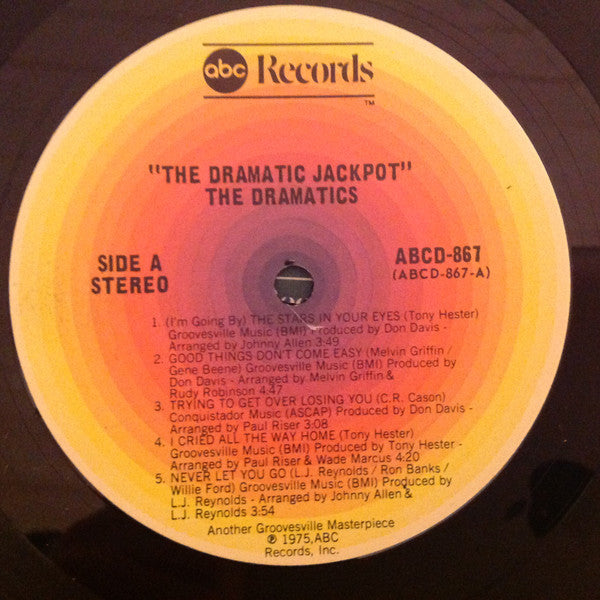 abc Records
™
"THE DRAMATIC JACKPOT"
THE DRAMATICS
SIDE A
STEREO
ABCD-867
(ABCD-867-A)
1. (I'm Going By) THE STARS IN YOUR EYES (Tony Hester)
Groovesville Music (BMI) Produced by Don Davis -
Arranged by Johnny Allen 3:49
2. GOOD THINGS DON'T COME EASY (Melvin Griffin /
Gene Beene) Groovesville Music (BMI) Produced by
Don Davis - Arranged by Melvin Griffin &
Rudy Robinson 4:47
3. TRYING TO GET OVER LOSING YOU (C.R. Cason)
Conquistador Music (ASCAP) Produced by Don Davis -
Arranged by Paul Riser 3:08
4. I CRIED ALL THE WAY HOME (Tony Hester)
Groovesville Music (BMI) Produced by Tony Hester -
Arranged by Paul Riser & Wade Marcus 4:20
5. NEVER LET YOU GO (L.J. Reynolds / Ron Banks /
Willie Ford) Groovesville Music (BMI) Produced by
L.J. Reynolds - Arranged by Johnny Allen &
L.J. Reynolds 3:54
Another Groovesville Masterpiece
℗ 1975,ABC
Records, Inc.